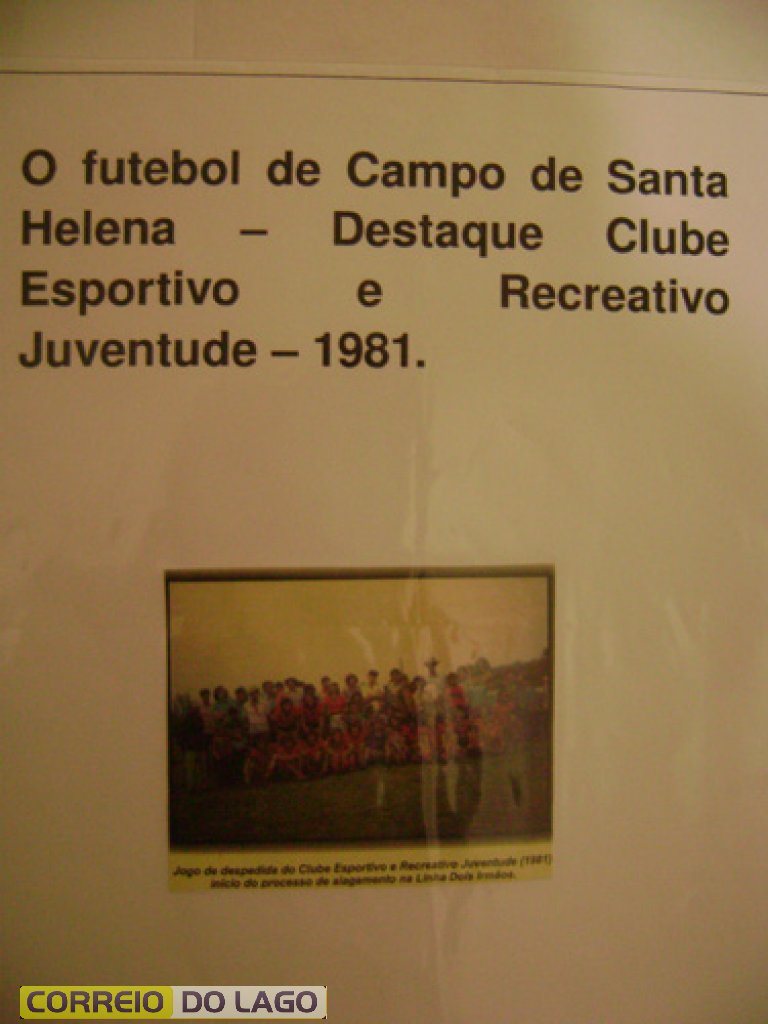 O futebol de Campo de Santa
Helena – Destaque Clube
Esportivo e Recreativo
Juventude – 1981.
Jogo de despedida do Clube Esportivo e Recreativo Juventude (1981)
início do processo de alagamento na Linha Dois Irmãos.
CORREIO DO LAGO